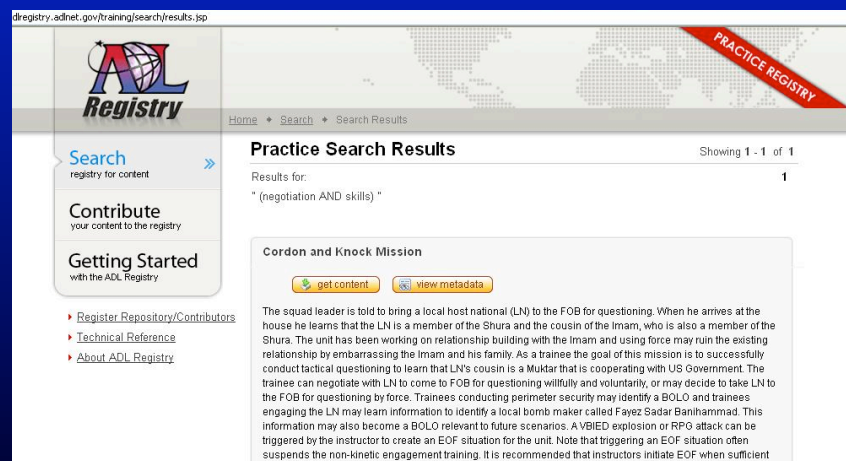 dlregistry.adlnet.gov/training/search/results.jsp
PRACTICE REGISTRY
ADL
Registry
Home ♦ Search ♦ Search Results
Search »
registry for content
Contribute
your content to the registry
Getting Started
with the ADL Registry
Register Repository/Contributors
Technical Reference
About ADL Registry
Practice Search Results
Showing 1 - 1 of 1
Results for: 1
" (negotiation AND skills) "
Cordon and Knock Mission
get content view metadata
The squad leader is told to bring a local host national (LN) to the FOB for questioning. When he arrives at the
house he learns that the LN is a member of the Shura and the cousin of the Imam, who is also a member of the
Shura. The unit has been working on relationship building with the Imam and using force may ruin the existing
relationship by embarrassing the Imam and his family. As a trainee the goal of this mission is to successfully
conduct tactical questioning to learn that LN's cousin is a Muktar that is cooperating with US Government. The
trainee can negotiate with LN to come to FOB for questioning willfully and voluntarily, or may decide to take LN to
the FOB for questioning by force. Trainees conducting perimeter security may identify a BOLO and trainees
engaging the LN may learn information to identify a local bomb maker called Fayez Sadar Banihammad. This
information may also become a BOLO relevant to future scenarios. A VBIED explosion or RPG attack can be
triggered by the instructor to create an EOF situation for the unit. Note that triggering an EOF situation often
suspends the non-kinetic engagement training. It is recommended that instructors initiate EOF when sufficient